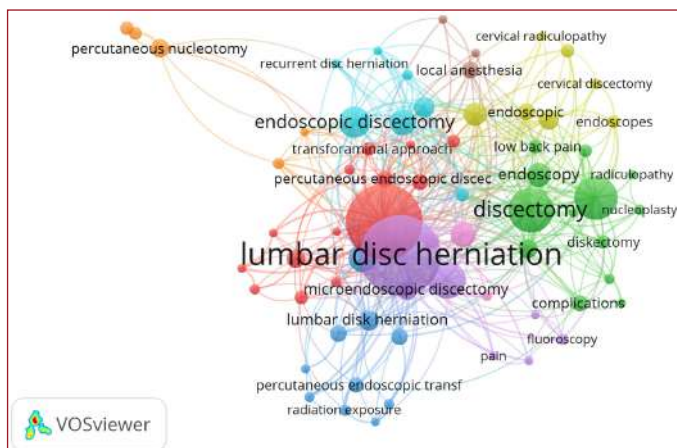 cervical radiculopathy
percutaneous nucleotomy
recurrent disc herniation
local anesthesia
cervical discectomy
endoscopic discectomy
endoscopic
endoscopes
transforaminal approach
low back pain
percutaneous endoscopic discec
endoscopy
radiculopathy
discectomy
nucleoplasty
lumbar disc herniation
diskectomy
microendoscopic discectomy
complications
lumbar disk herniation
fluoroscopy
pain
percutaneous endoscopic transf
radiation exposure
VOSviewer